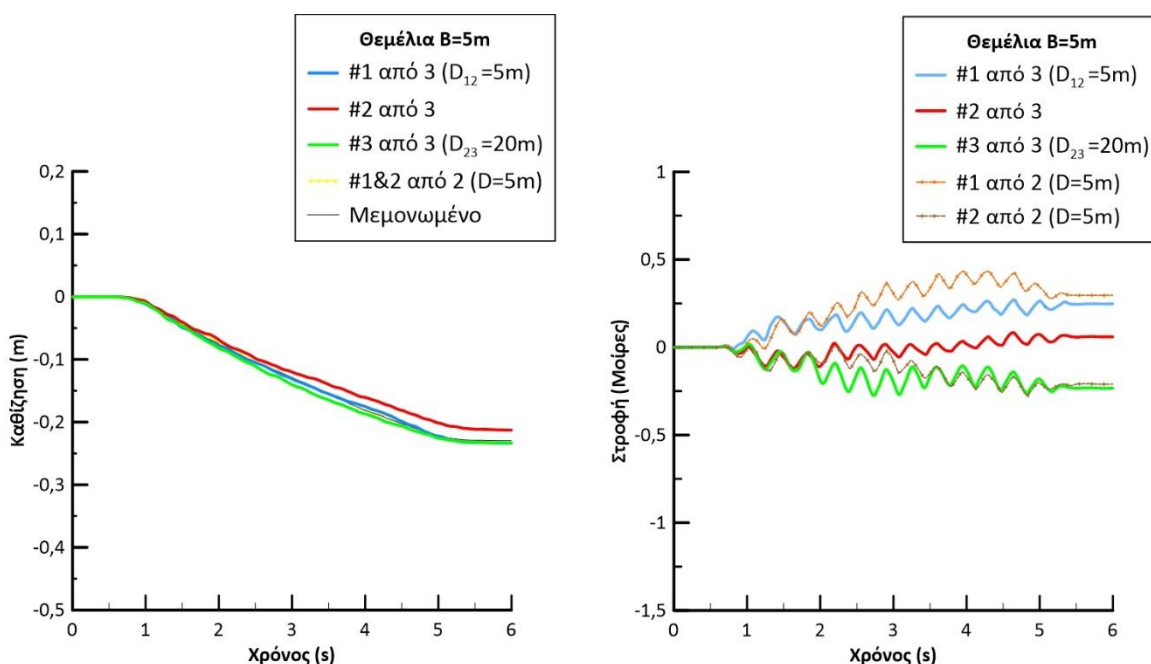 Θεμέλια B=5m
#1 από 3 (D₁₂=5m)
#2 από 3
#3 από 3 (D₂₃=20m)
#1&2 από 2 (D=5m)
Μεμονωμένο
0,2
0,1
0
-0,1
-0,2
-0,3
-0,4
-0,5
Καθίζηση (m)
0 1 2 3 4 5 6
Χρόνος (s)
Θεμέλια B=5m
#1 από 3 (D₁₂=5m)
#2 από 3
#3 από 3 (D₂₃=20m)
#1 από 2 (D=5m)
#2 από 2 (D=5m)
1
0,5
0
-0,5
-1
-1,5
Στροφή (Μοίρες)
0 1 2 3 4 5 6
Χρόνος (s)